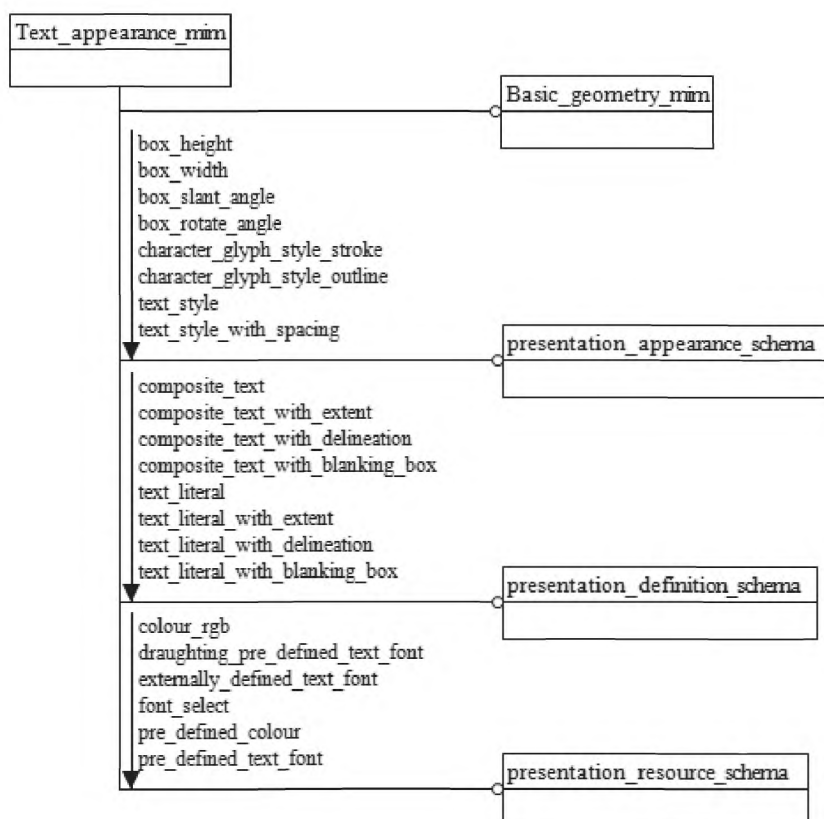 Text_appearance_mim
Basic_geometry_mim
box_height
box_width
box_slant_angle
box_rotate_angle
character_glyph_style_stroke
character_glyph_style_outline
text_style
text_style_with_spacing
presentation_appearance_schema
composite_text
composite_text_with_extent
composite_text_with_delineation
composite_text_with_blanking_box
text_literal
text_literal_with_extent
text_literal_with_delineation
text_literal_with_blanking_box
presentation_definition_schema
colour_rgb
draughting_pre_defined_text_font
externally_defined_text_font
font_select
pre_defined_colour
pre_defined_text_font
presentation_resource_schema